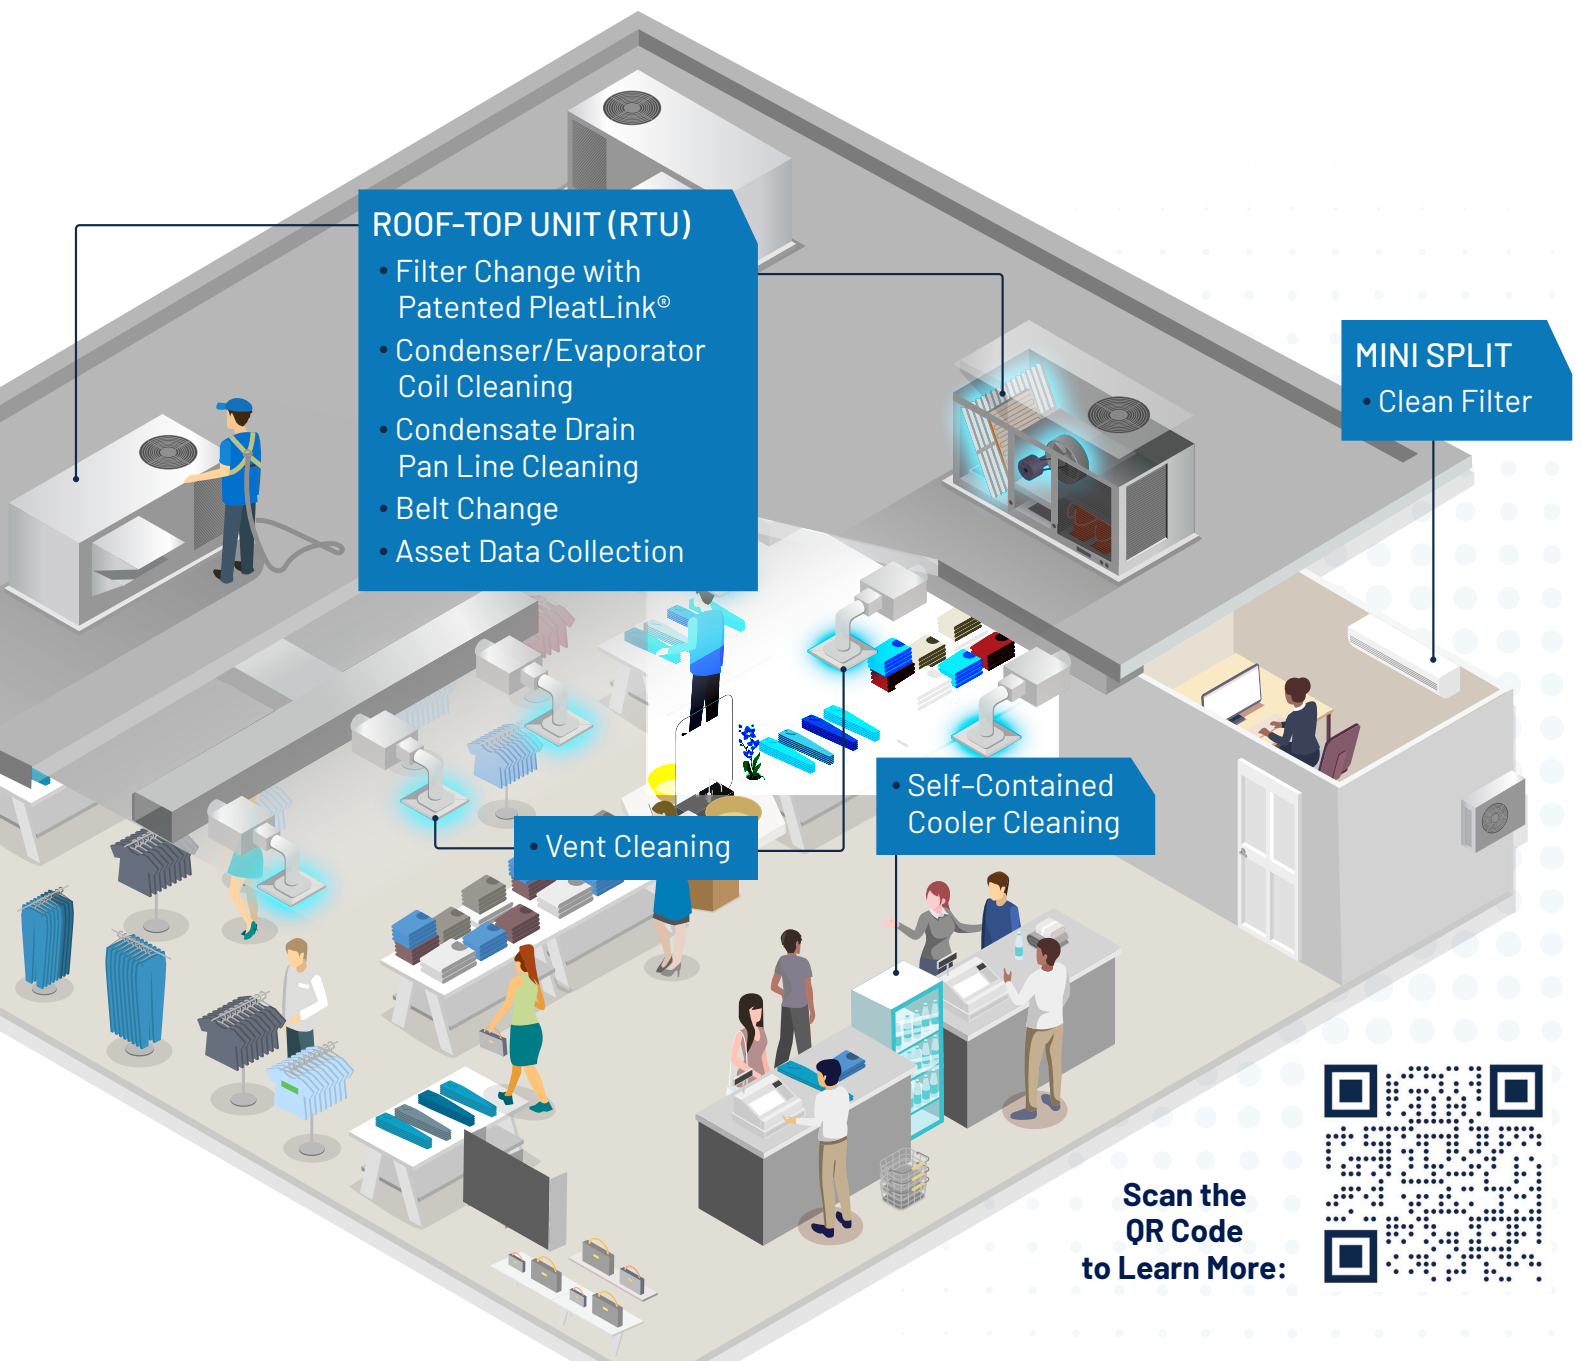 ROOF-TOP UNIT (RTU)
• Filter Change with
Patented PleatLink®
• Condenser/Evaporator
Coil Cleaning
• Condensate Drain
Pan Line Cleaning
• Belt Change
• Asset Data Collection
MINI SPLIT
• Clean Filter
• Self-Contained
Cooler Cleaning
• Vent Cleaning
Scan the
QR Code
to Learn More: